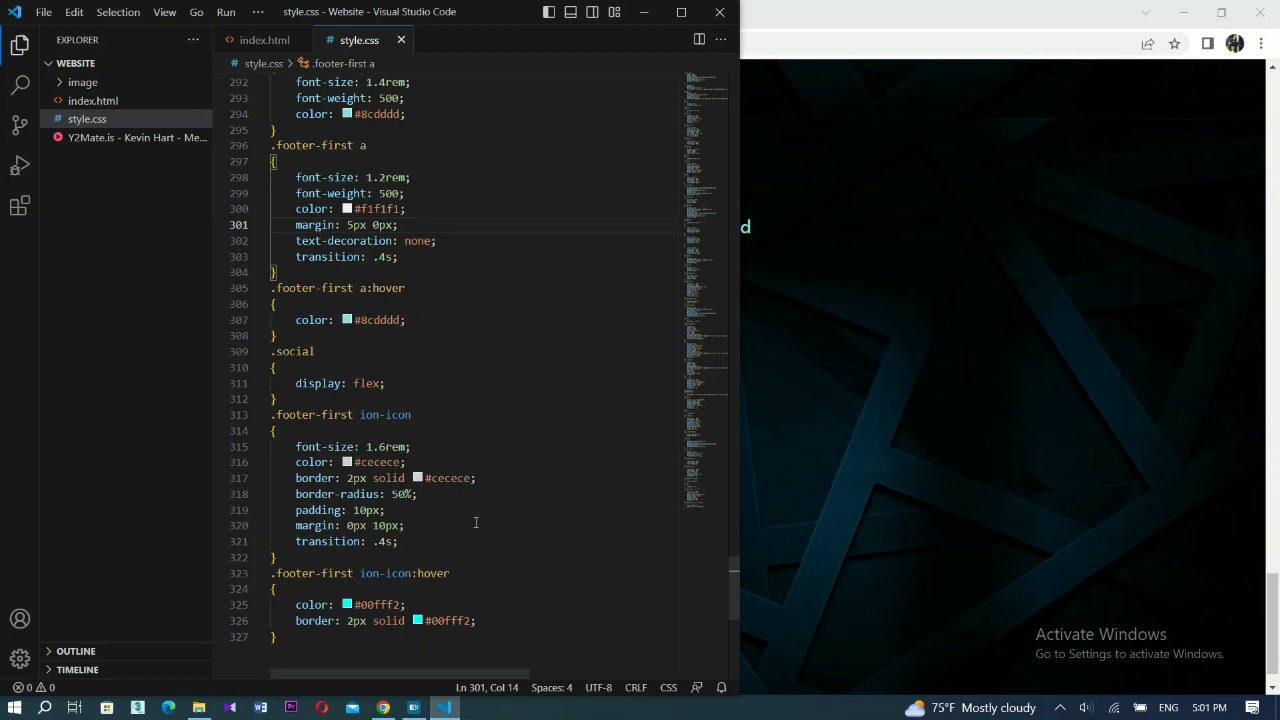 File Edit Selection View Go Run ··· style.css - Website - Visual Studio Code
EXPLORER ···
index.html
# style.css
···
WEBSITE
# style.css > .footer-first a
image
index.html
# style.css
Y2Mate.is - Kevin Hart - Me...
292 font-size: 1.4rem;
293 font-weight: 500;
294 color: #8cdddd;
295 }
296 .footer-first a
297 {
298 font-size: 1.2rem;
299 font-weight: 500;
300 color: #f1f1f1;
301 margin: 5px 0px;
302 text-decoration: none;
303 transition: .4s;
304 }
305 .footer-first a:hover
306 {
307 color: #8cdddd;
308 }
309 .social
310 {
311 display: flex;
312 }
313 .footer-first ion-icon
314 {
315 font-size: 1.6rem;
316 color: #cecece;
317 border: 2px solid #cecece;
318 border-radius: 50%;
319 padding: 10px;
320 margin: 0px 10px;
321 transition: .4s;
322 }
323 .footer-first ion-icon:hover
324 {
325 color: #00fff2;
326 border: 2px solid #00fff2;
327 }
OUTLINE
TIMELINE
0 0
Ln 301, Col 14 Spaces: 4 UTF-8 CRLF CSS
d
Activate Windows
Go to Settings to activate Windows.
75°F Mostly cloudy 5:01 PM